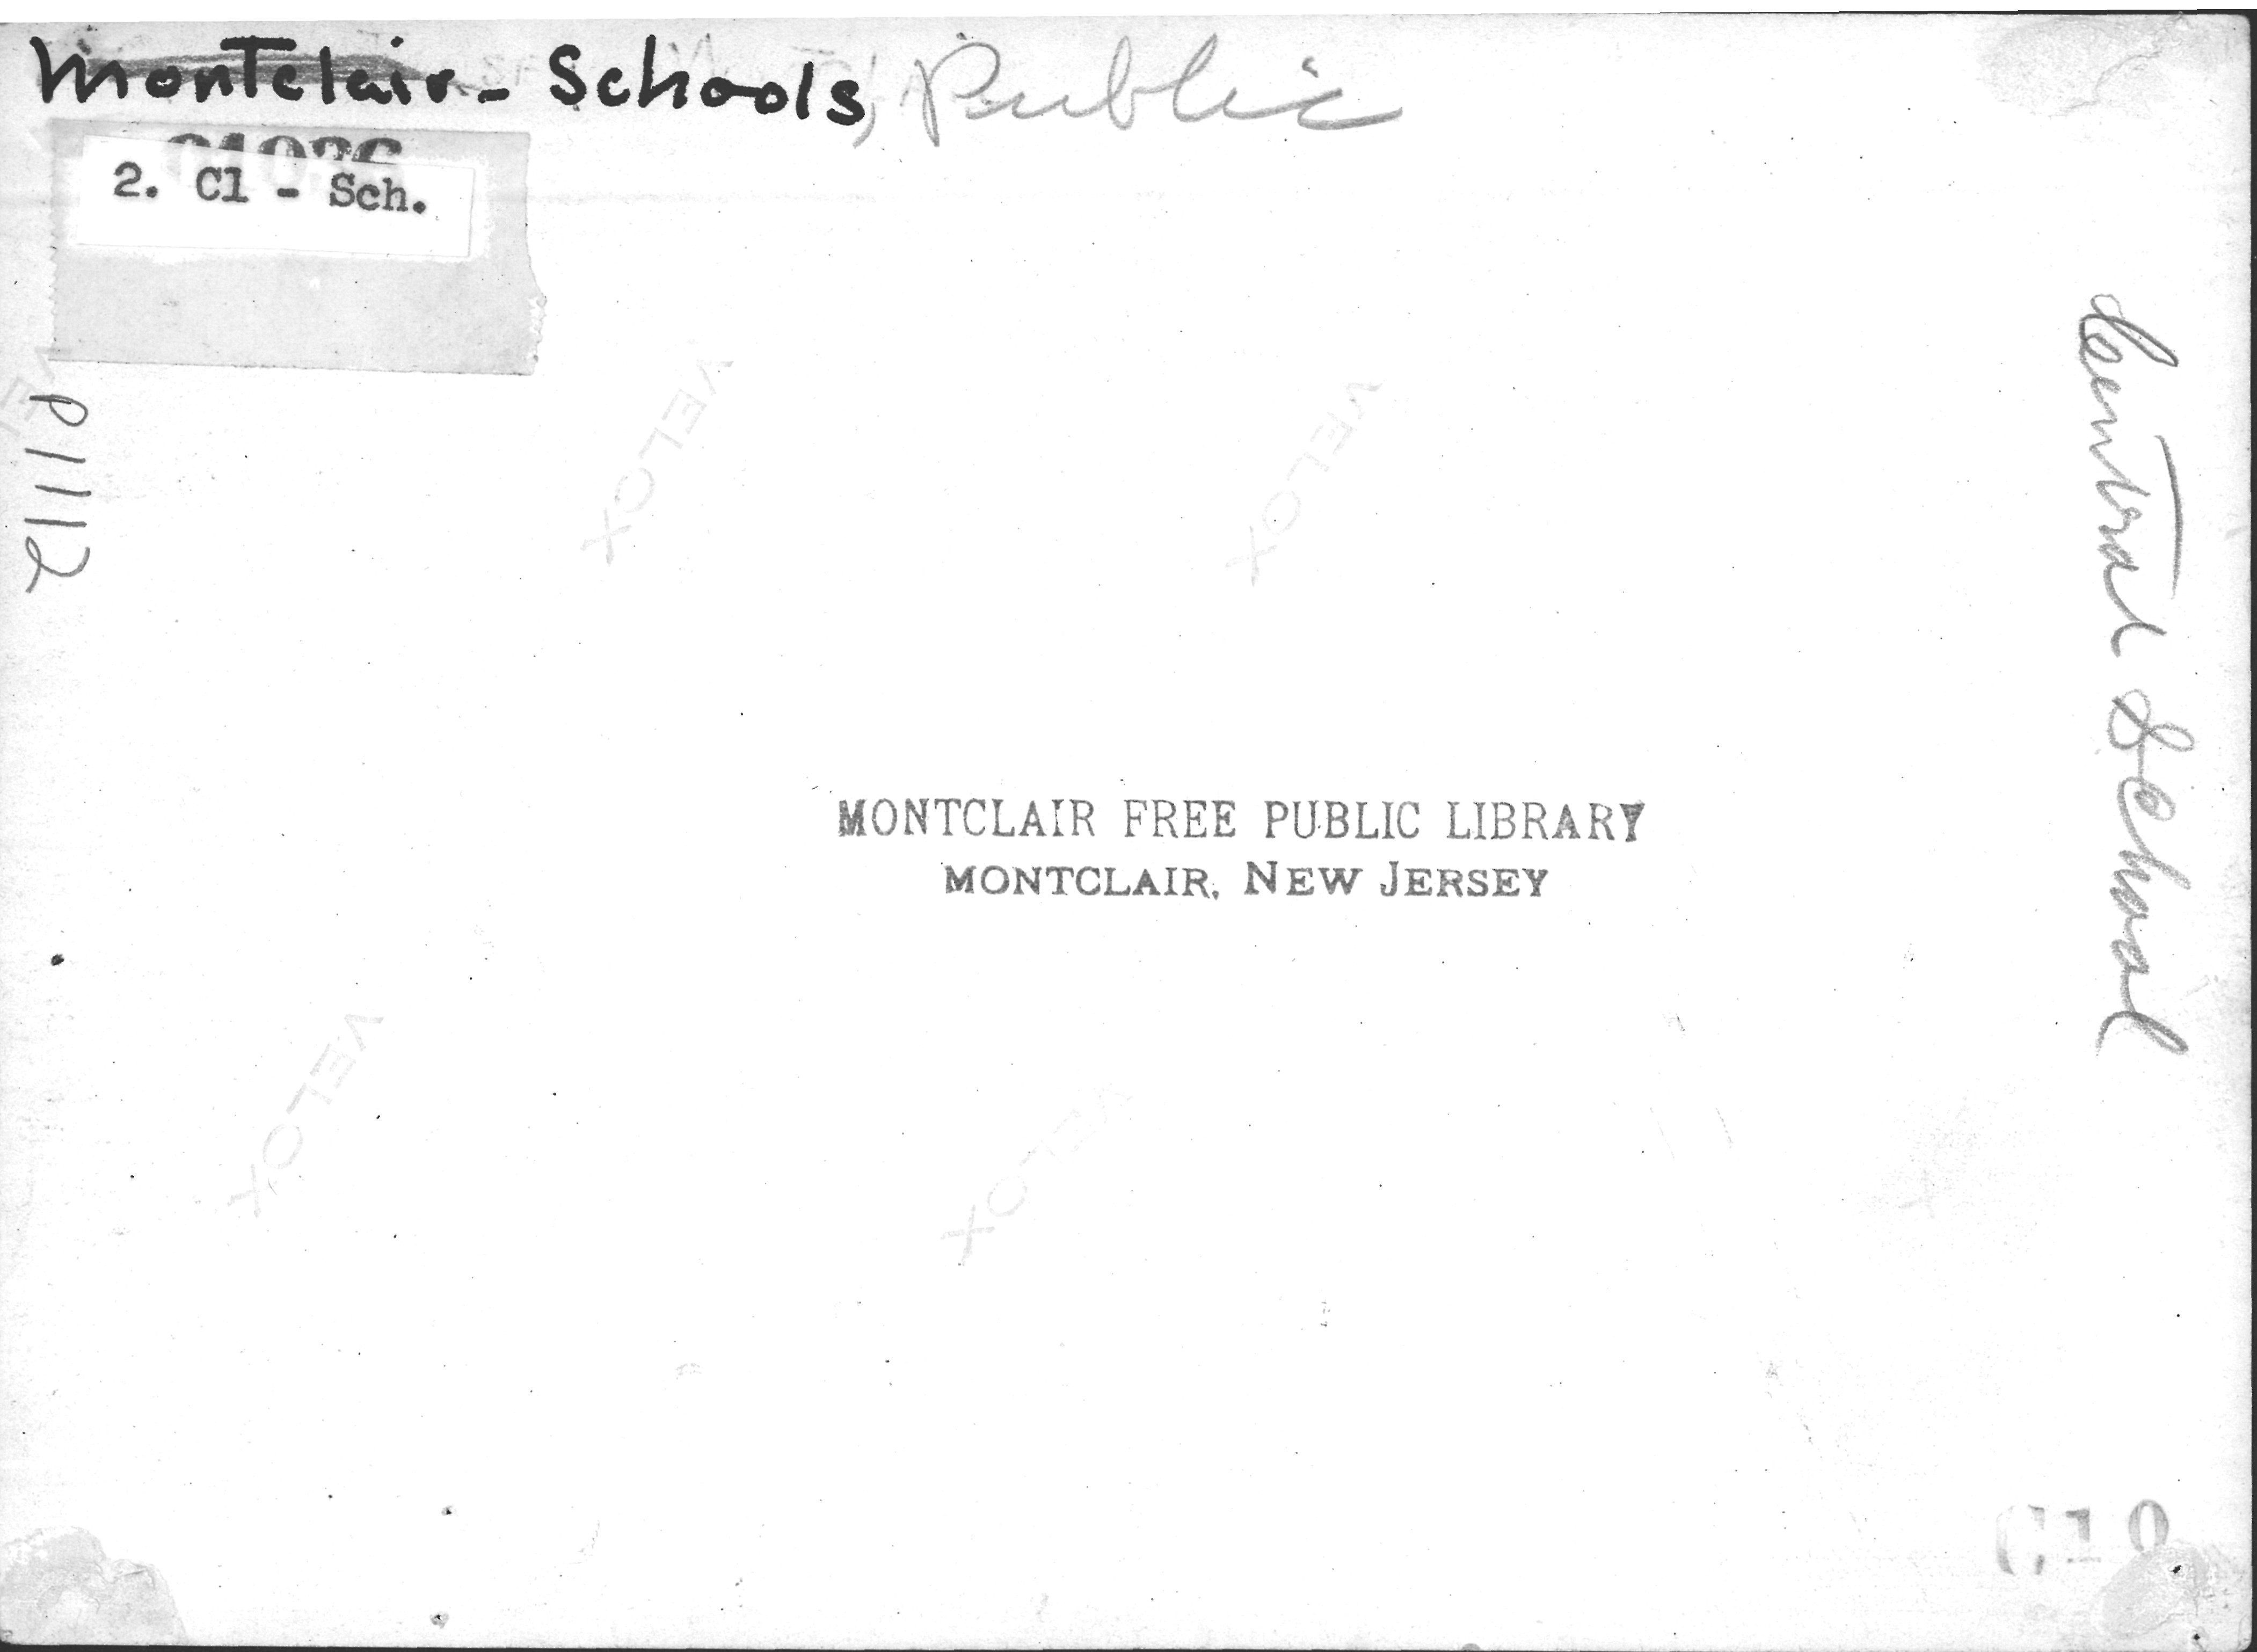 Montclair - Schools, Public
2. Cl - Sch.
P1112
VELOX
VELOX
Central School
MONTCLAIR FREE PUBLIC LIBRARY
MONTCLAIR, NEW JERSEY
VELOX
VELOX
C10